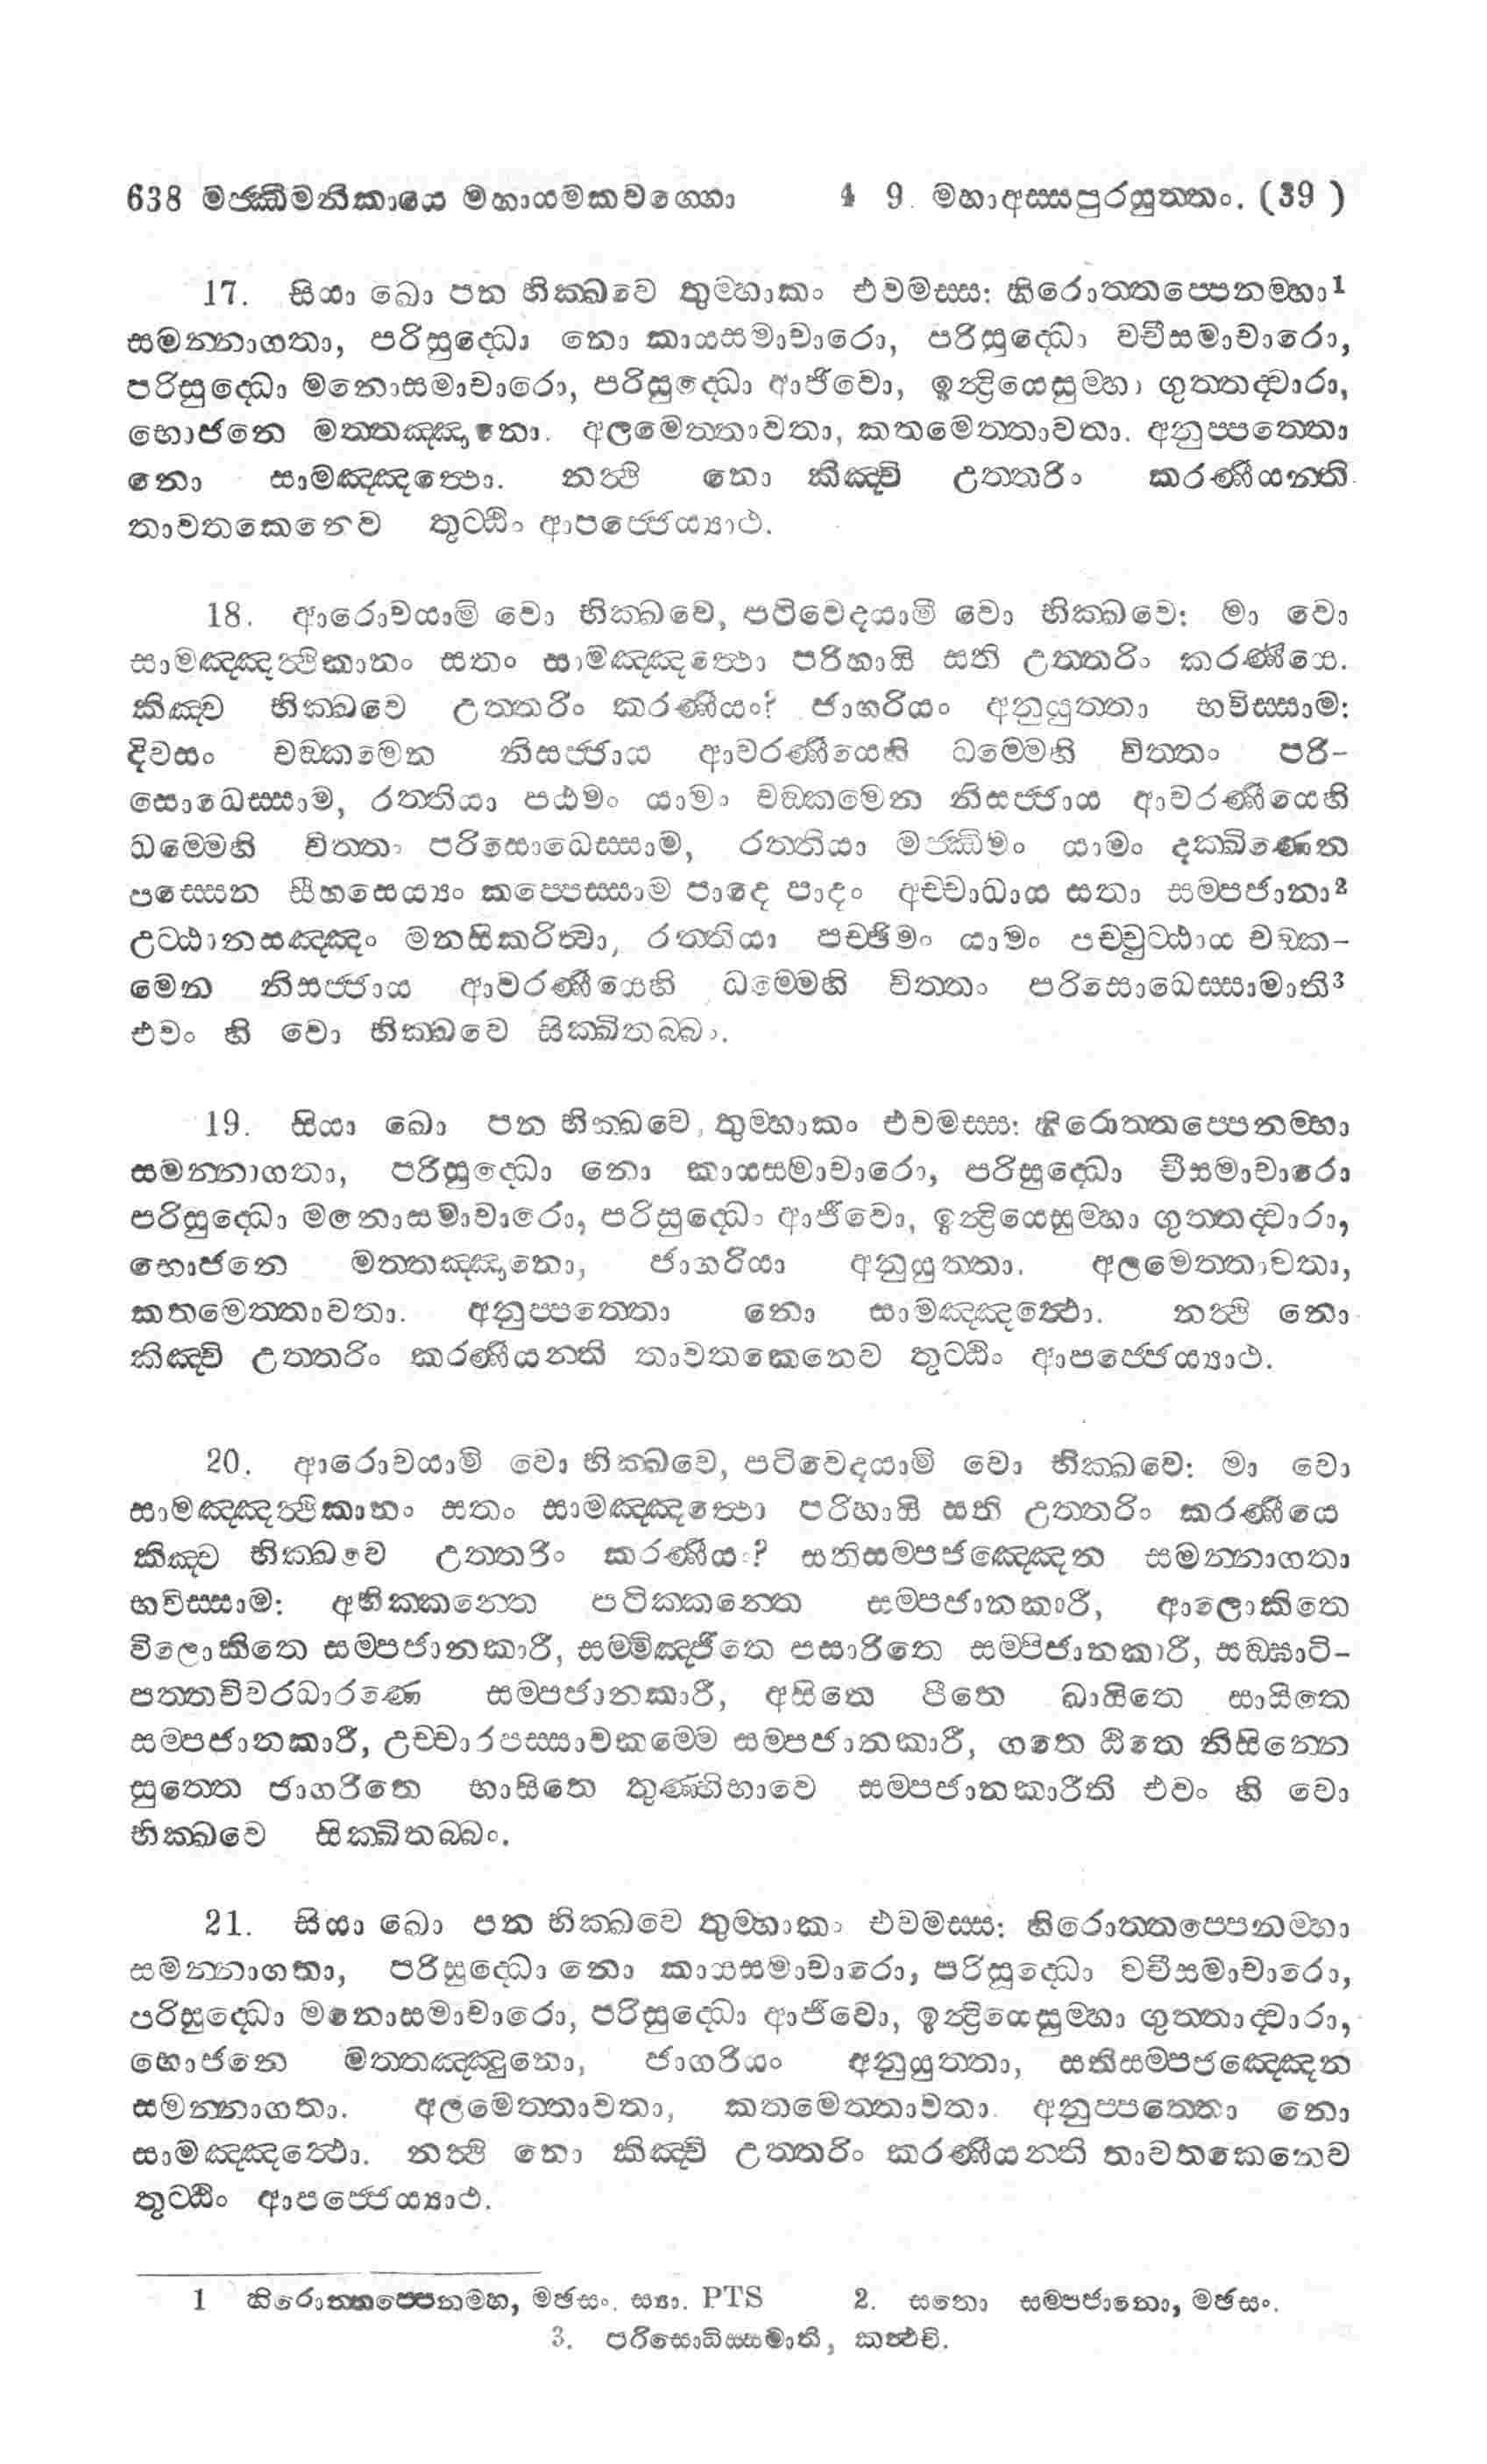 638 මජ්ඣිමනිකායෙ මහායමකවග්ගො 4 9. මහාඅස්සපුරසුත්තං. (39)
17. සියා ඛො පන භික්ඛවෙ තුම්හාකං එවමස්ස: හිරොත්තප්පෙනම්හා1
සමන්නාගතා, පරිසුද්ධො නො කායසමාචාරො, පරිසුද්ධො වචීසමාචාරො,
පරිසුද්ධො මනොසමාචාරො, පරිසුද්ධො ආජීවො, ඉන්ද්‍රියෙසුම්හා ගුත්තද්වාරා,
භොජනෙ මත්තඤ්ඤුනො. අලමෙත්තාවතා, කතමෙත්තාවතා. අනුප්පත්තො
නො සාමඤ්ඤත්ථො. නත්ථි නො කිඤ්චි උත්තරිං කරණීයන්ති
තාවතකෙනෙව තුට්ඨිං ආපජ්ජෙය්‍යාථ.
18. ආරොචයාමි වො භික්ඛවෙ, පටිවෙදයාමි වො භික්ඛවෙ: මා වො
සාමඤ්ඤත්ථිකානං සතං සාමඤ්ඤත්ථො පරිහායි සති උත්තරිං කරණීයෙ.
කිඤ්ච භික්ඛවෙ උත්තරිං කරණීයං? ජාගරියං අනුයුත්තා භවිස්සාම:
දිවසං චඞ්කමෙන නිසජ්ජාය ආවරණීයෙහි ධම්මෙහි චිත්තං පරි-
සොධෙස්සාම, රත්තියා පඨමං යාමං චඞ්කමෙන නිසජ්ජාය ආවරණීයෙහි
ධම්මෙහි චිත්තං පරිසොධෙස්සාම, රත්තියා මජ්ඣිමං යාමං දක්ඛිණෙන
පස්සෙන සීහසෙය්‍යං කප්පෙස්සාම පාදෙ පාදං අච්චාධාය සතා සම්පජානා2
උට්ඨානසඤ්ඤං මනසිකරිත්වා, රත්තියා පච්ඡිමං යාමං පච්චුට්ඨාය චඞ්ක-
මෙන නිසජ්ජාය ආවරණීයෙහි ධම්මෙහි චිත්තං පරිසොධෙස්සාමාති3
එවං හි වො භික්ඛවෙ සික්ඛිතබ්බං.
19. සියා ඛො පන භික්ඛවෙ, තුම්හාකං එවමස්ස: හිරොත්තප්පෙනම්හා
සමන්නාගතා, පරිසුද්ධො නො කායසමාචාරො, පරිසුද්ධො චීසමාචාරො
පරිසුද්ධො මනොසමාචාරො, පරිසුද්ධො ආජීවො, ඉන්ද්‍රියෙසුම්හා ගුත්තද්වාරා,
භොජනෙ මත්තඤ්ඤුනො, ජාගරියා අනුයුත්තා. අලමෙත්තාවතා,
කතමෙත්තාවතා. අනුප්පත්තො නො සාමඤ්ඤත්ථො. නත්ථි නො
කිඤ්චි උත්තරිං කරණීයන්ති තාවතකෙනෙව තුට්ඨිං ආපජ්ජෙය්‍යාථ.
20. ආරොචයාමි වො භික්ඛවෙ, පටිවෙදයාමි වො භික්ඛවෙ: මා වො
සාමඤ්ඤත්ථිකානං සතං සාමඤ්ඤත්ථො පරිහායි සති උත්තරිං කරණීයෙ
කිඤ්ච භික්ඛවෙ උත්තරිං කරණීයං? සතිසම්පජඤ්ඤෙන සමන්නාගතා
භවිස්සාම: අභික්කන්තෙ පටික්කන්තෙ සම්පජානකාරී, ආලොකිතෙ
විලොකිතෙ සම්පජානකාරී, සම්මිඤ්ජිතෙ පසාරිතෙ සම්පජානකාරී, සඞ්ඝාටි-
පත්තචීවරධාරණෙ සම්පජානකාරී, අසිතෙ පීතෙ ඛායිතෙ සායිතෙ
සම්පජානකාරී, උච්චාරපස්සාවකම්මෙ සම්පජානකාරී, ගතෙ ඨිතෙ නිසින්නෙ
සුත්තෙ ජාගරිතෙ භාසිතෙ තුණ්හීභාවෙ සම්පජානකාරීති එවං හි වො
භික්ඛවෙ සික්ඛිතබ්බං.
21. සියා ඛො පන භික්ඛවෙ තුම්හාකං එවමස්ස: හිරොත්තප්පෙනම්හා
සමන්නාගතා, පරිසුද්ධො නො කායසමාචාරො, පරිසුද්ධො වචීසමාචාරො,
පරිසුද්ධො මනොසමාචාරො, පරිසුද්ධො ආජීවො, ඉන්ද්‍රියෙසුම්හා ගුත්තාද්වාරා,
භොජනෙ මත්තඤ්ඤුනො, ජාගරියං අනුයුත්තා, සතිසම්පජඤ්ඤෙන
සමන්නාගතා. අලමෙත්තාවතා, කතමෙත්තාවතා. අනුප්පත්තො නො
සාමඤ්ඤත්ථො. නත්ථි නො කිඤ්චි උත්තරිං කරණීයන්ති තාවතකෙනෙව
තුට්ඨිං ආපජ්ජෙය්‍යාථ.
1 හිරොත්තප්පෙනම්හ, මඡසං. ස්‍යා. PTS 2. සතො සම්පජානො, මඡසං.
3. පරිසොධිස්සමාති, කත්ථචි.